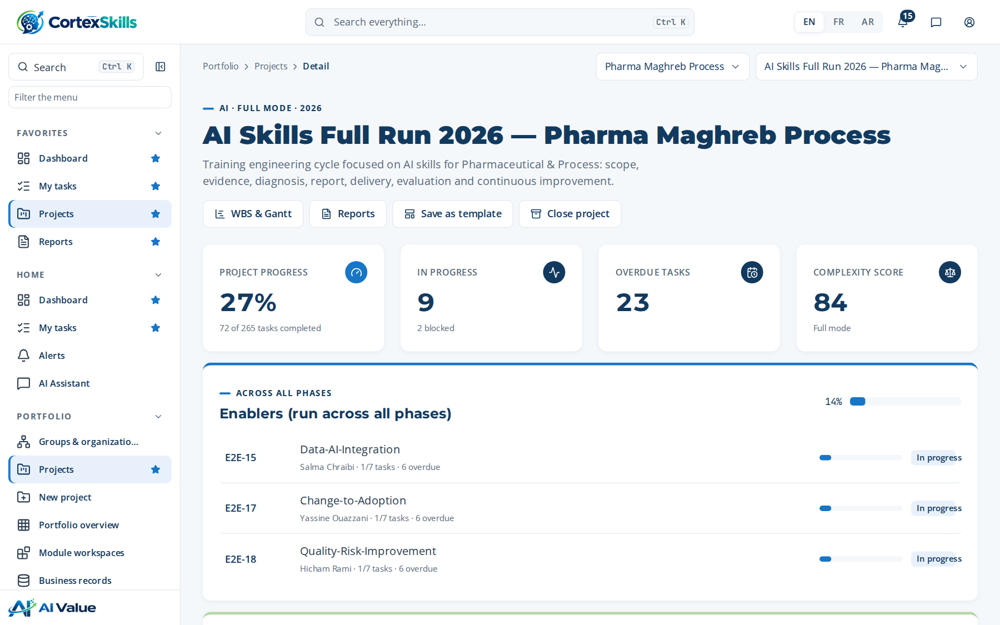 CortexSkills
Search everything...
Ctrl K
EN
FR
AR
15
Search
Ctrl K
Filter the menu
FAVORITES
Dashboard
My tasks
Projects
Reports
HOME
Dashboard
My tasks
Alerts
AI Assistant
PORTFOLIO
Groups & organizatio...
Projects
New project
Portfolio overview
Module workspaces
Business records
AI Value
Portfolio > Projects > Detail
Pharma Maghreb Process
AI Skills Full Run 2026 — Pharma Mag...
AI · FULL MODE · 2026
AI Skills Full Run 2026 — Pharma Maghreb Process
Training engineering cycle focused on AI skills for Pharmaceutical & Process: scope,
evidence, diagnosis, report, delivery, evaluation and continuous improvement.
WBS & Gantt
Reports
Save as template
Close project
PROJECT PROGRESS
27%
72 of 265 tasks completed
IN PROGRESS
9
2 blocked
OVERDUE TASKS
23
COMPLEXITY SCORE
84
Full mode
ACROSS ALL PHASES
Enablers (run across all phases)
14%
E2E-15
Data-AI-Integration
Salma Chraibi · 1/7 tasks · 6 overdue
In progress
E2E-17
Change-to-Adoption
Yassine Ouazzani · 1/7 tasks · 6 overdue
In progress
E2E-18
Quality-Risk-Improvement
Hicham Rami · 1/7 tasks · 6 overdue
In progress